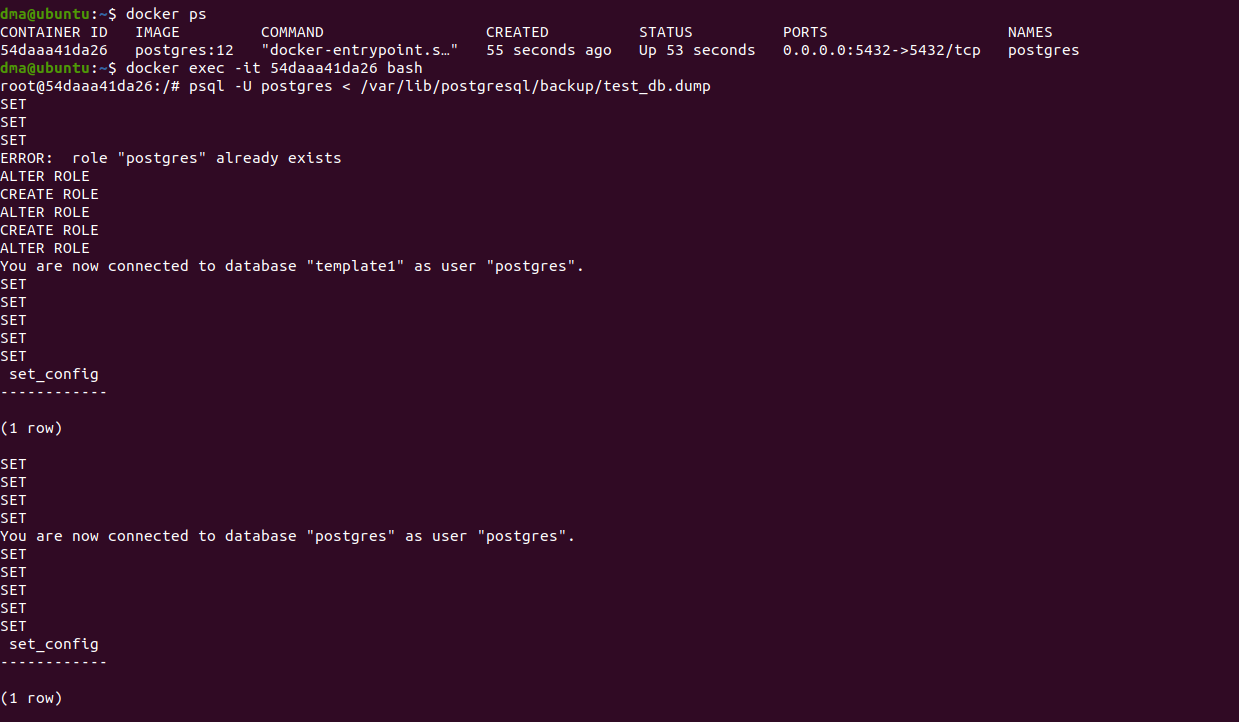 dma@ubuntu:~$ docker ps
CONTAINER ID   IMAGE         COMMAND                  CREATED          STATUS          PORTS                    NAMES
54daaa41da26   postgres:12   "docker-entrypoint.s…"   55 seconds ago   Up 53 seconds   0.0.0.0:5432->5432/tcp   postgres
dma@ubuntu:~$ docker exec -it 54daaa41da26 bash
root@54daaa41da26:/# psql -U postgres < /var/lib/postgresql/backup/test_db.dump
SET
SET
SET
ERROR:  role "postgres" already exists
ALTER ROLE
CREATE ROLE
ALTER ROLE
CREATE ROLE
ALTER ROLE
You are now connected to database "template1" as user "postgres".
SET
SET
SET
SET
SET
 set_config
------------

(1 row)

SET
SET
SET
SET
You are now connected to database "postgres" as user "postgres".
SET
SET
SET
SET
SET
 set_config
------------

(1 row)